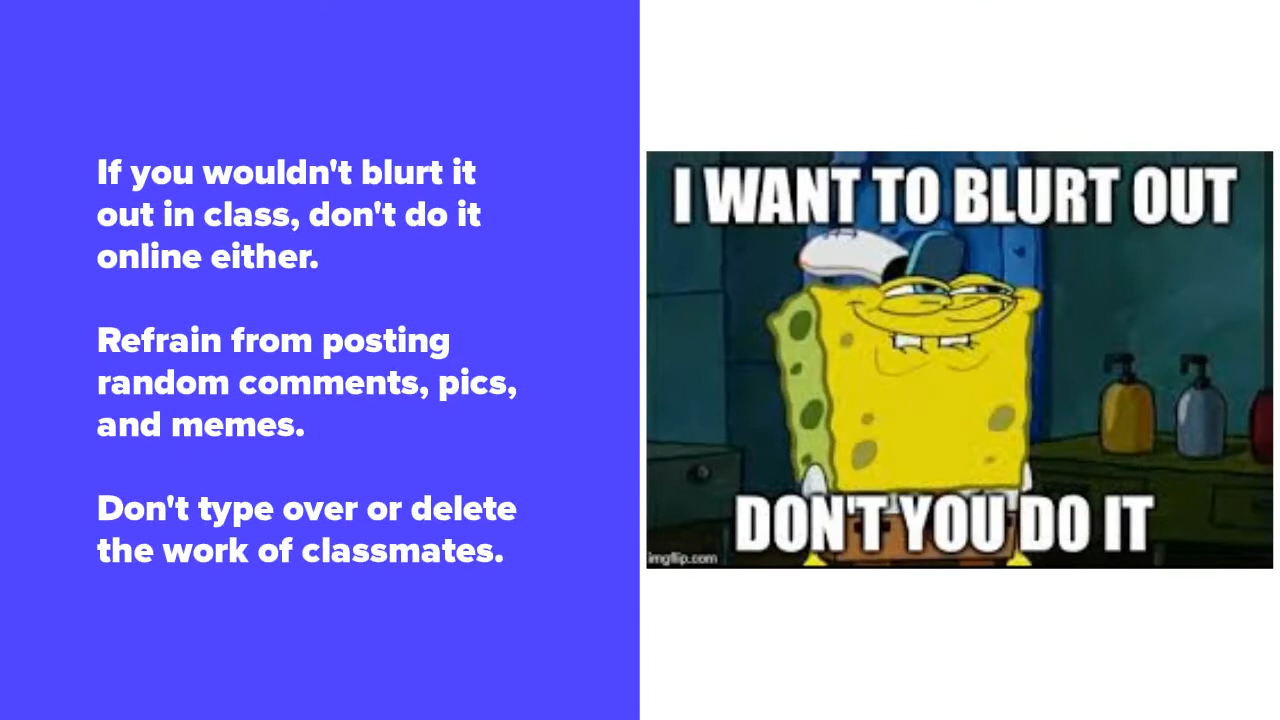 If you wouldn't blurt it
out in class, don't do it
online either.
Refrain from posting
random comments, pics,
and memes.
Don't type over or delete
the work of classmates.
I WANT TO BLURT OUT
DON'T YOU DO IT
imgflip.com